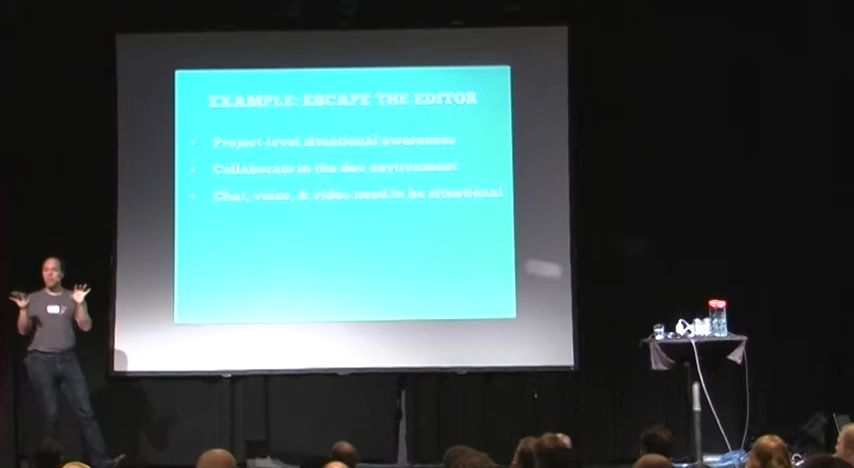 EXAMPLE: ESCAPE THE EDITOR
Project-level situational awareness
Collaborate in the dev environment
Chat, voice, & video need to be situational